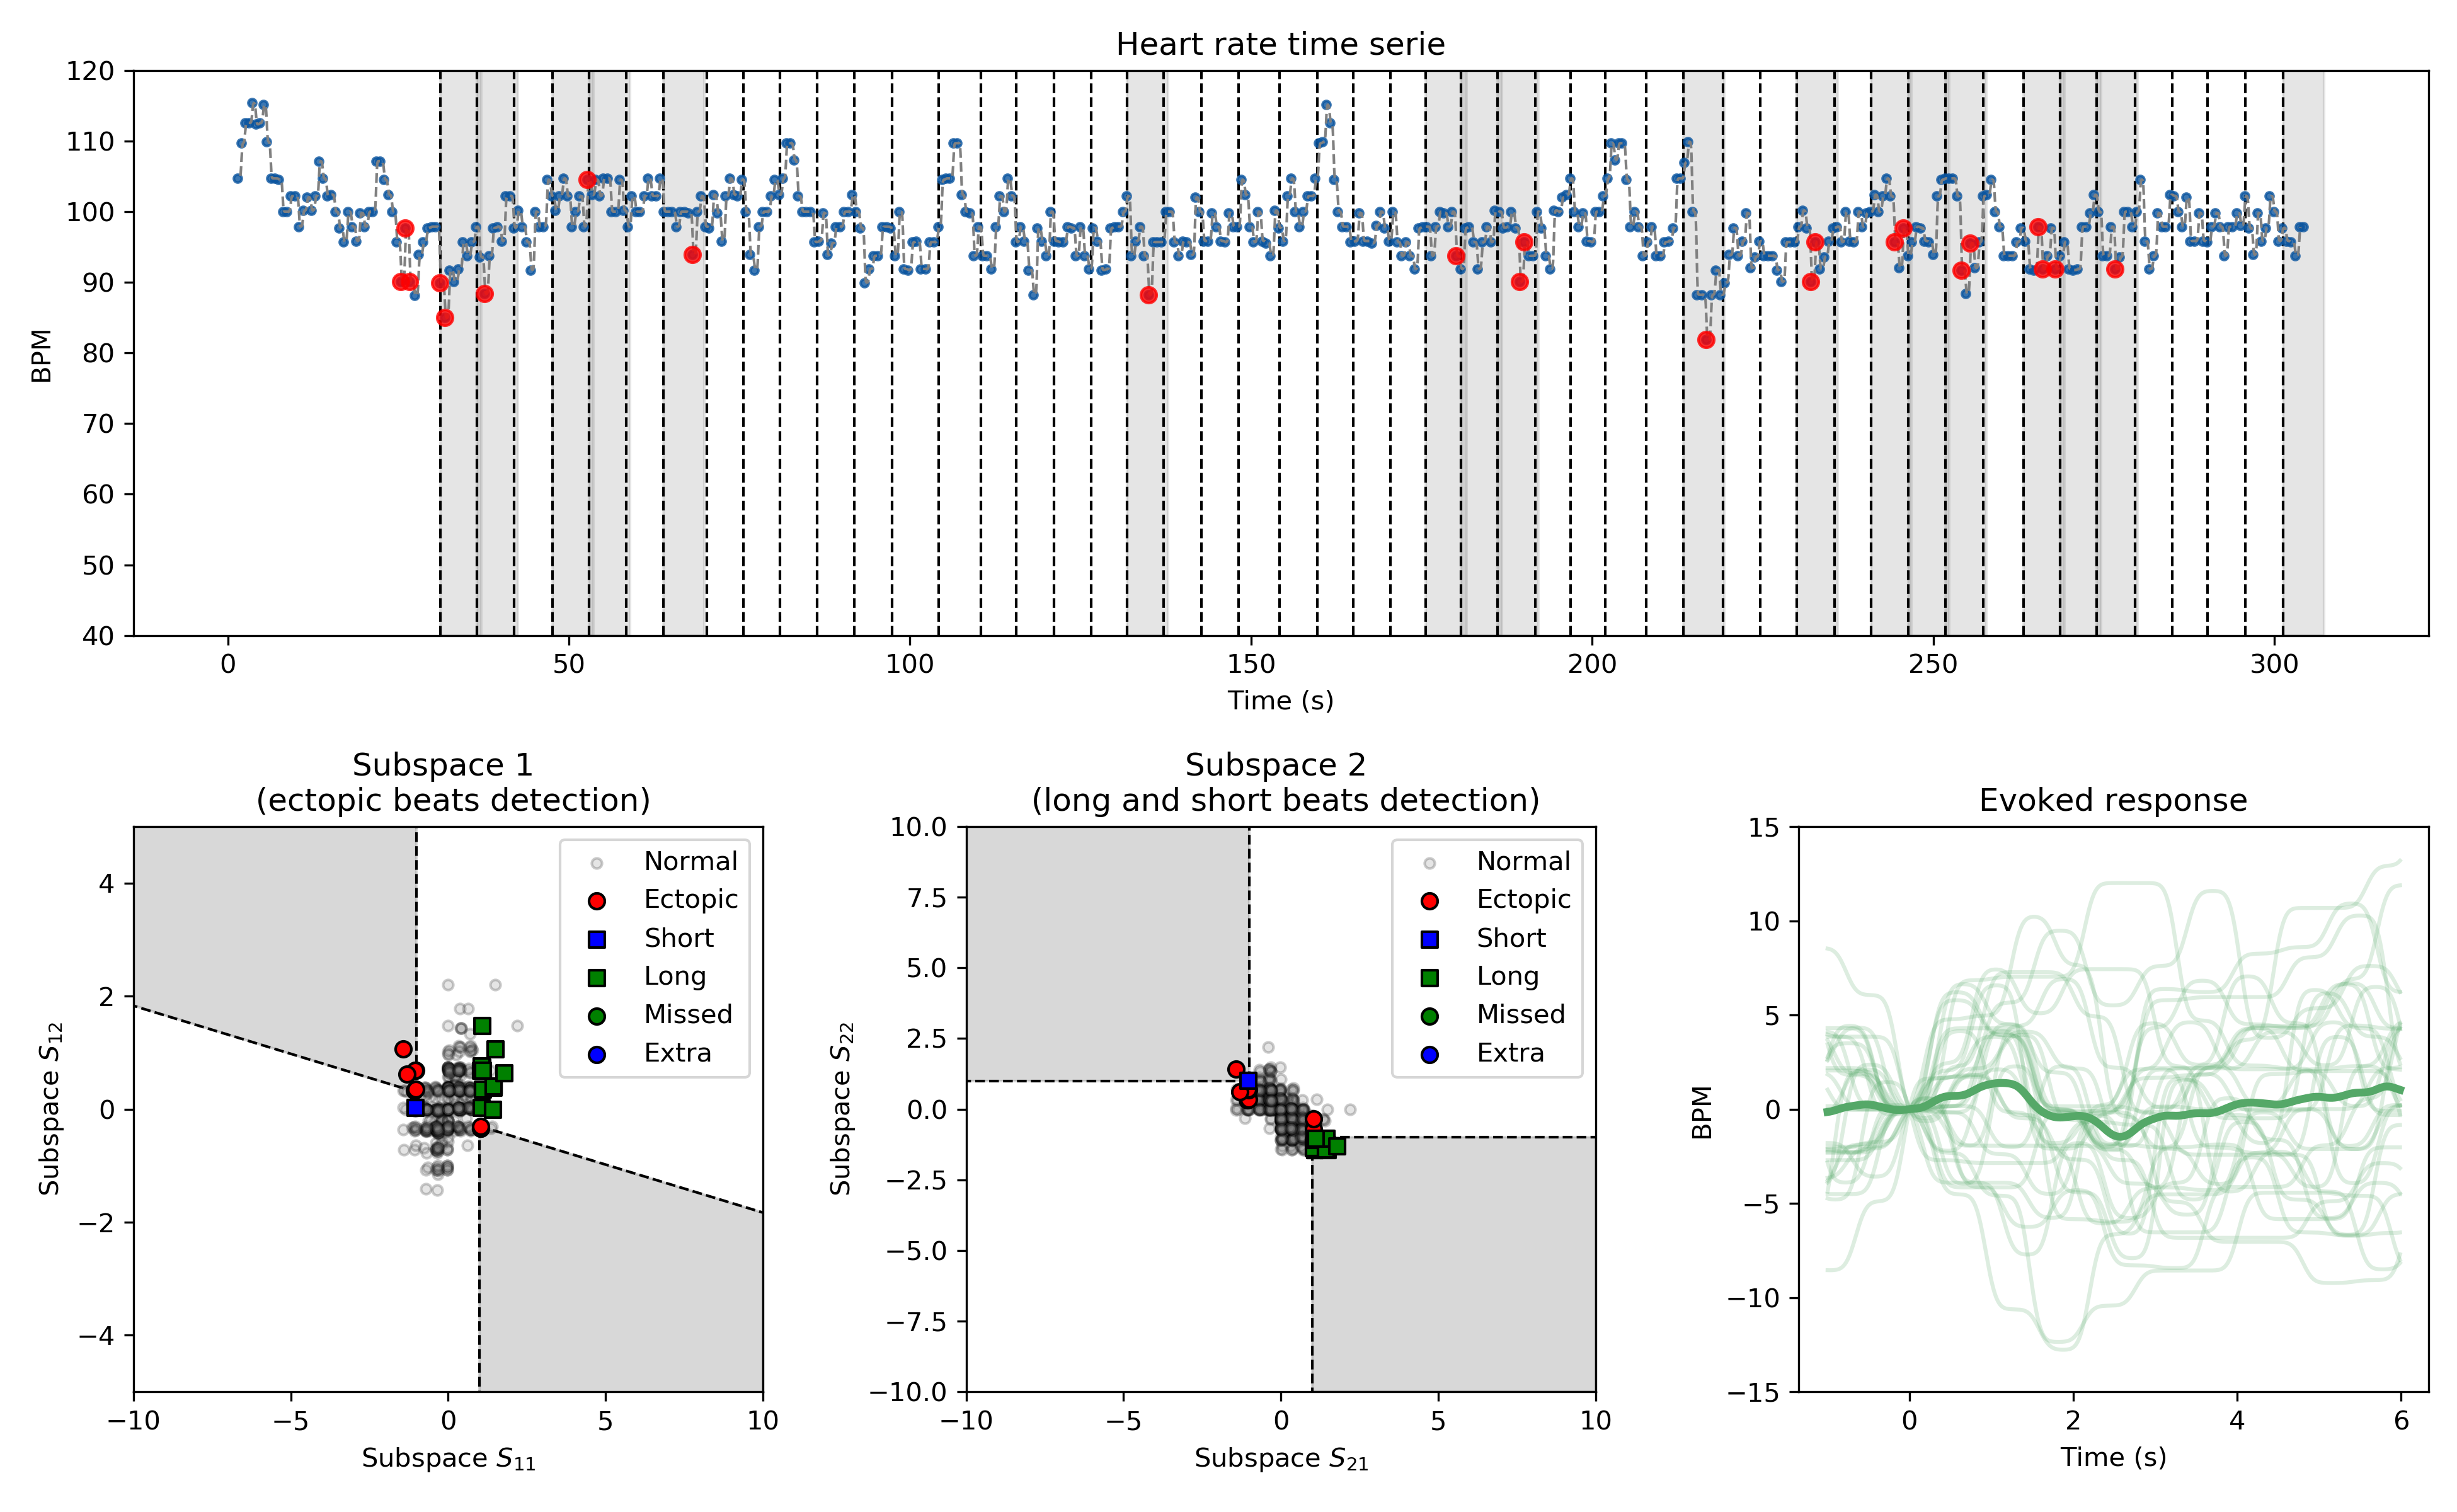 Heart rate time serie
120
110
100
90
80
70
60
50
40
BPM
0 50 100 150 200 250 300
Time (s)
Subspace 1
(ectopic beats detection)
4
2
0
−2
−4
Subspace S12
Normal
Ectopic
Short
Long
Missed
Extra
−10 −5 0 5 10
Subspace S11
Subspace 2
(long and short beats detection)
10.0
7.5
5.0
2.5
0.0
−2.5
−5.0
−7.5
−10.0
Subspace S22
Normal
Ectopic
Short
Long
Missed
Extra
−10 −5 0 5 10
Subspace S21
Evoked response
15
10
5
0
−5
−10
−15
BPM
0 2 4 6
Time (s)